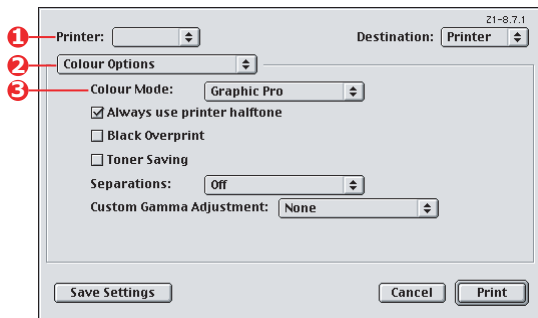 Z1-8.7.1
1 Printer: Destination: Printer
2 Colour Options
3 Colour Mode: Graphic Pro
Always use printer halftone
Black Overprint
Toner Saving
Separations: Off
Custom Gamma Adjustment: None
Save Settings Cancel Print